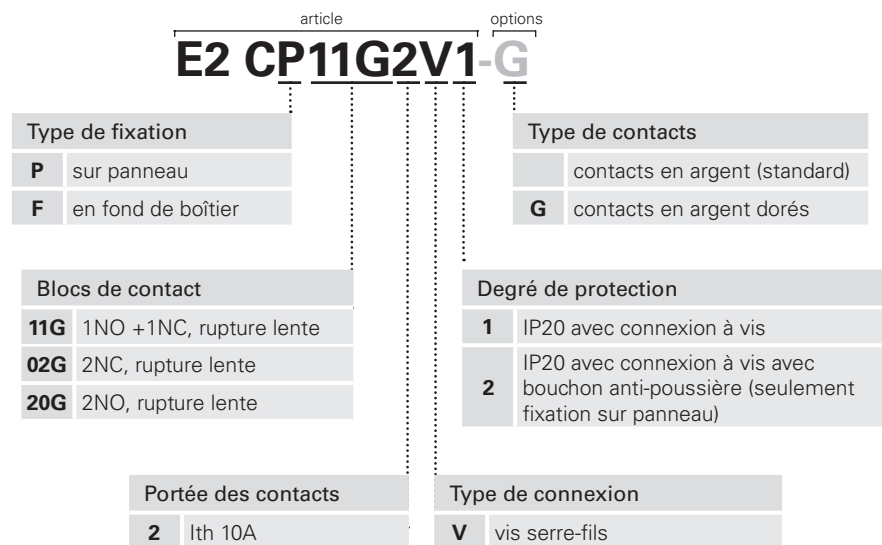 article options
E2 CP11G2V1-G
Type de fixation
P sur panneau
F en fond de boîtier
Type de contacts
contacts en argent (standard)
G contacts en argent dorés
Blocs de contact
11G 1NO +1NC, rupture lente
02G 2NC, rupture lente
20G 2NO, rupture lente
Degré de protection
1 IP20 avec connexion à vis
2 IP20 avec connexion à vis avec
bouchon anti-poussière (seulement
fixation sur panneau)
Portée des contacts
2 Ith 10A
Type de connexion
V vis serre-fils